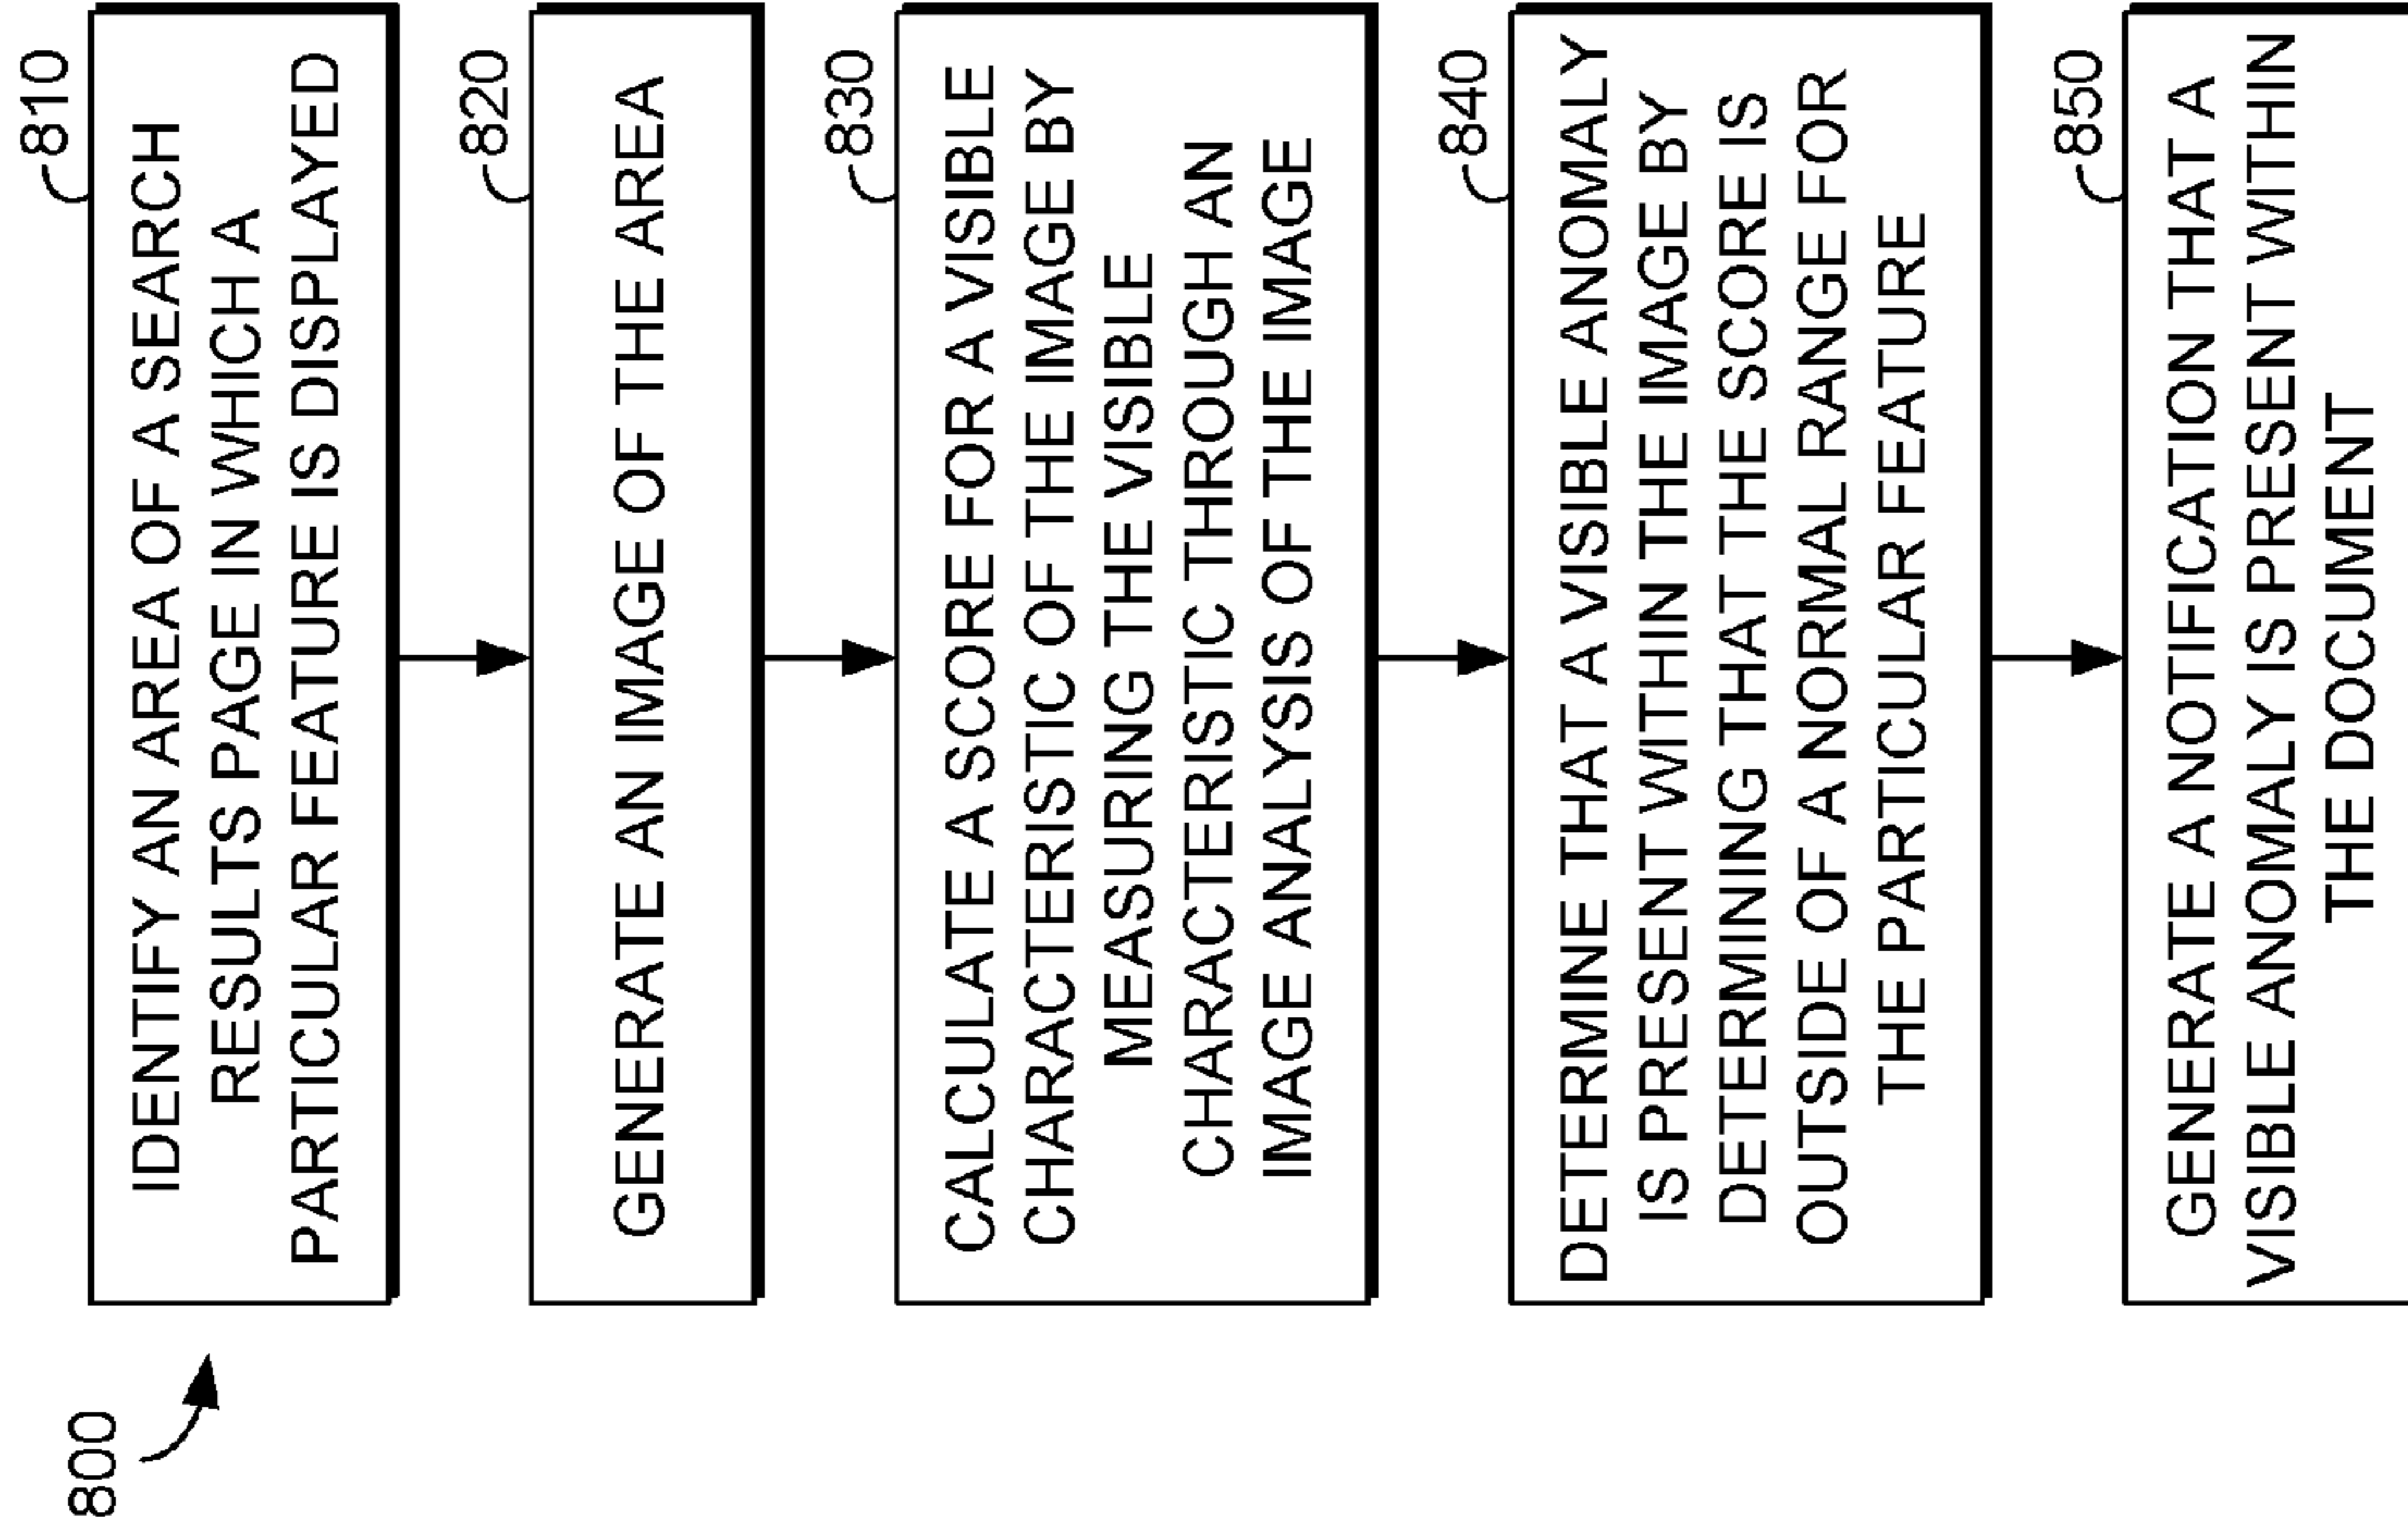 800
810
IDENTIFY AN AREA OF A SEARCH
RESULTS PAGE IN WHICH A
PARTICULAR FEATURE IS DISPLAYED
820
GENERATE AN IMAGE OF THE AREA
830
CALCULATE A SCORE FOR A VISIBLE
CHARACTERISTIC OF THE IMAGE BY
MEASURING THE VISIBLE
CHARACTERISTIC THROUGH AN
IMAGE ANALYSIS OF THE IMAGE
840
DETERMINE THAT A VISIBLE ANOMALY
IS PRESENT WITHIN THE IMAGE BY
DETERMINING THAT THE SCORE IS
OUTSIDE OF A NORMAL RANGE FOR
THE PARTICULAR FEATURE
850
GENERATE A NOTIFICATION THAT A
VISIBLE ANOMALY IS PRESENT WITHIN
THE DOCUMENT